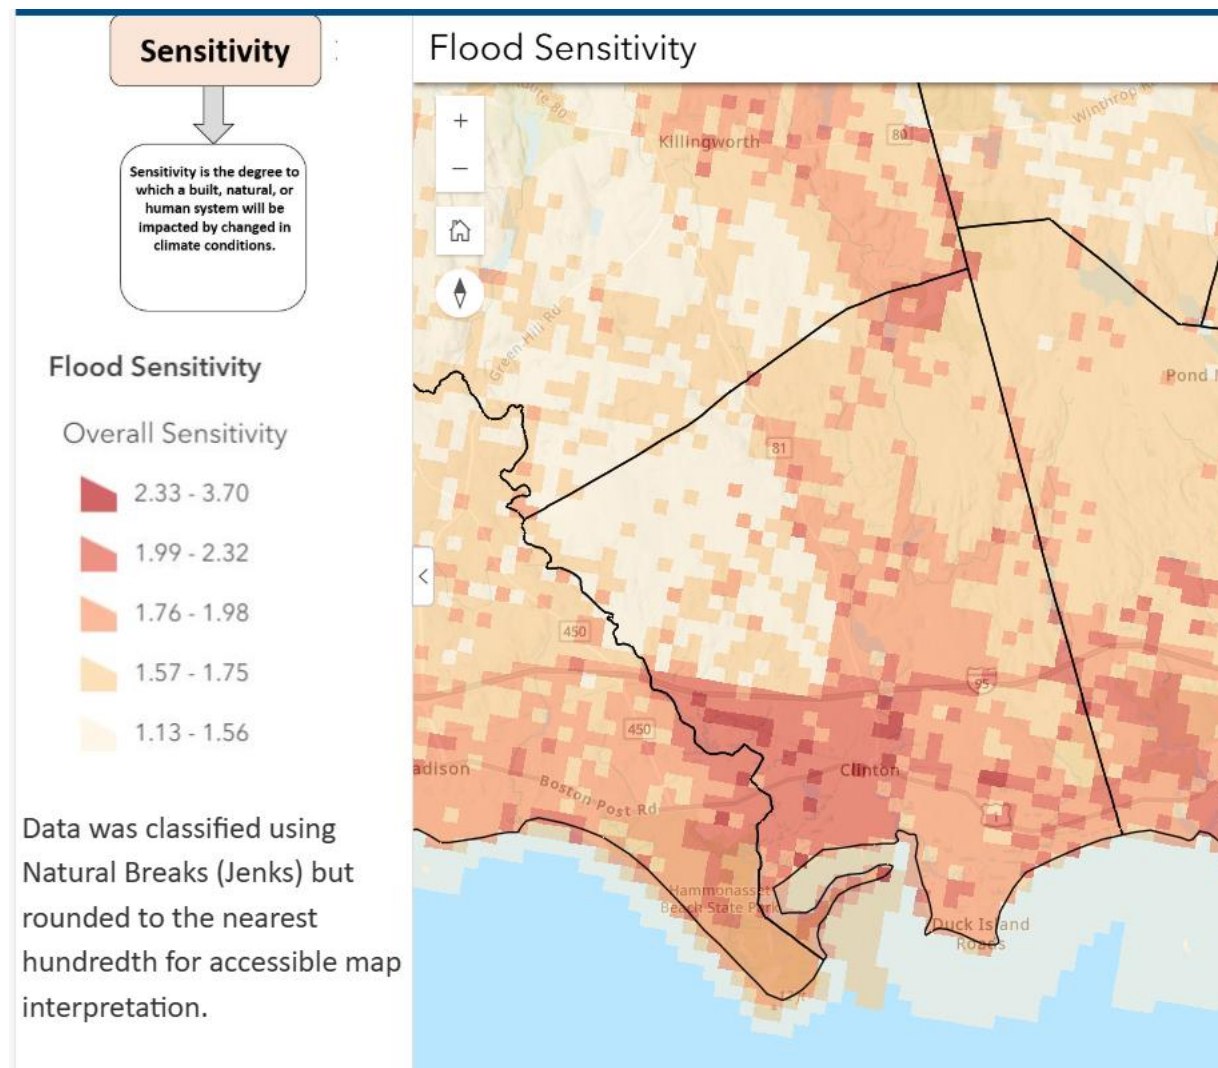 Sensitivity
Sensitivity is the degree to
which a built, natural, or
human system will be
impacted by changed in
climate conditions.
Flood Sensitivity
Overall Sensitivity
2.33 - 3.70
1.99 - 2.32
1.76 - 1.98
1.57 - 1.75
1.13 - 1.56
Data was classified using
Natural Breaks (Jenks) but
rounded to the nearest
hundredth for accessible map
interpretation.
Flood Sensitivity
+
−
<
80
Killingworth
80
Winthrop
Green Hill Rd
Pond
81
450
95
450
adison
Clinton
Boston Post Rd
1
Hammonasset
Beach State Park
Duck Island
Roads